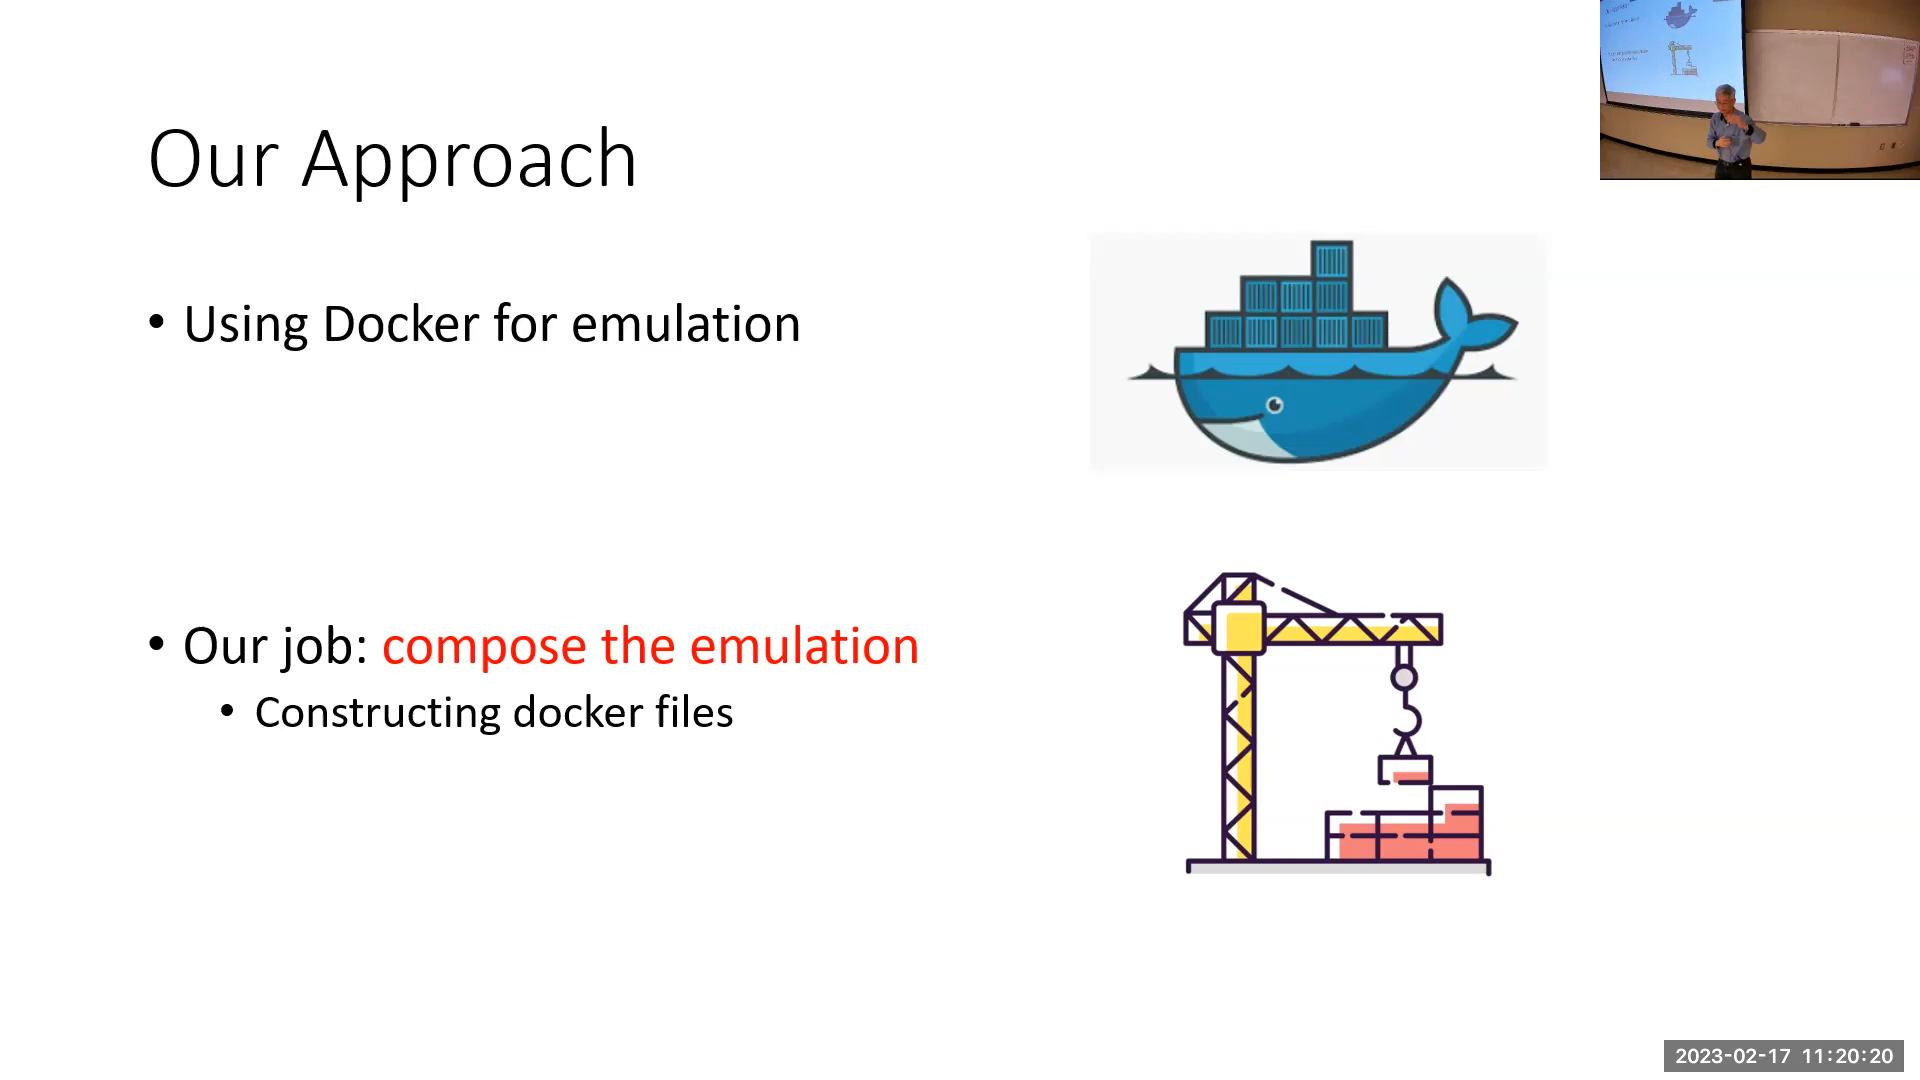 Our Approach
• Using Docker for emulation
• Our job: compose the emulation
• Constructing docker files
2023-02-17 11:20:20